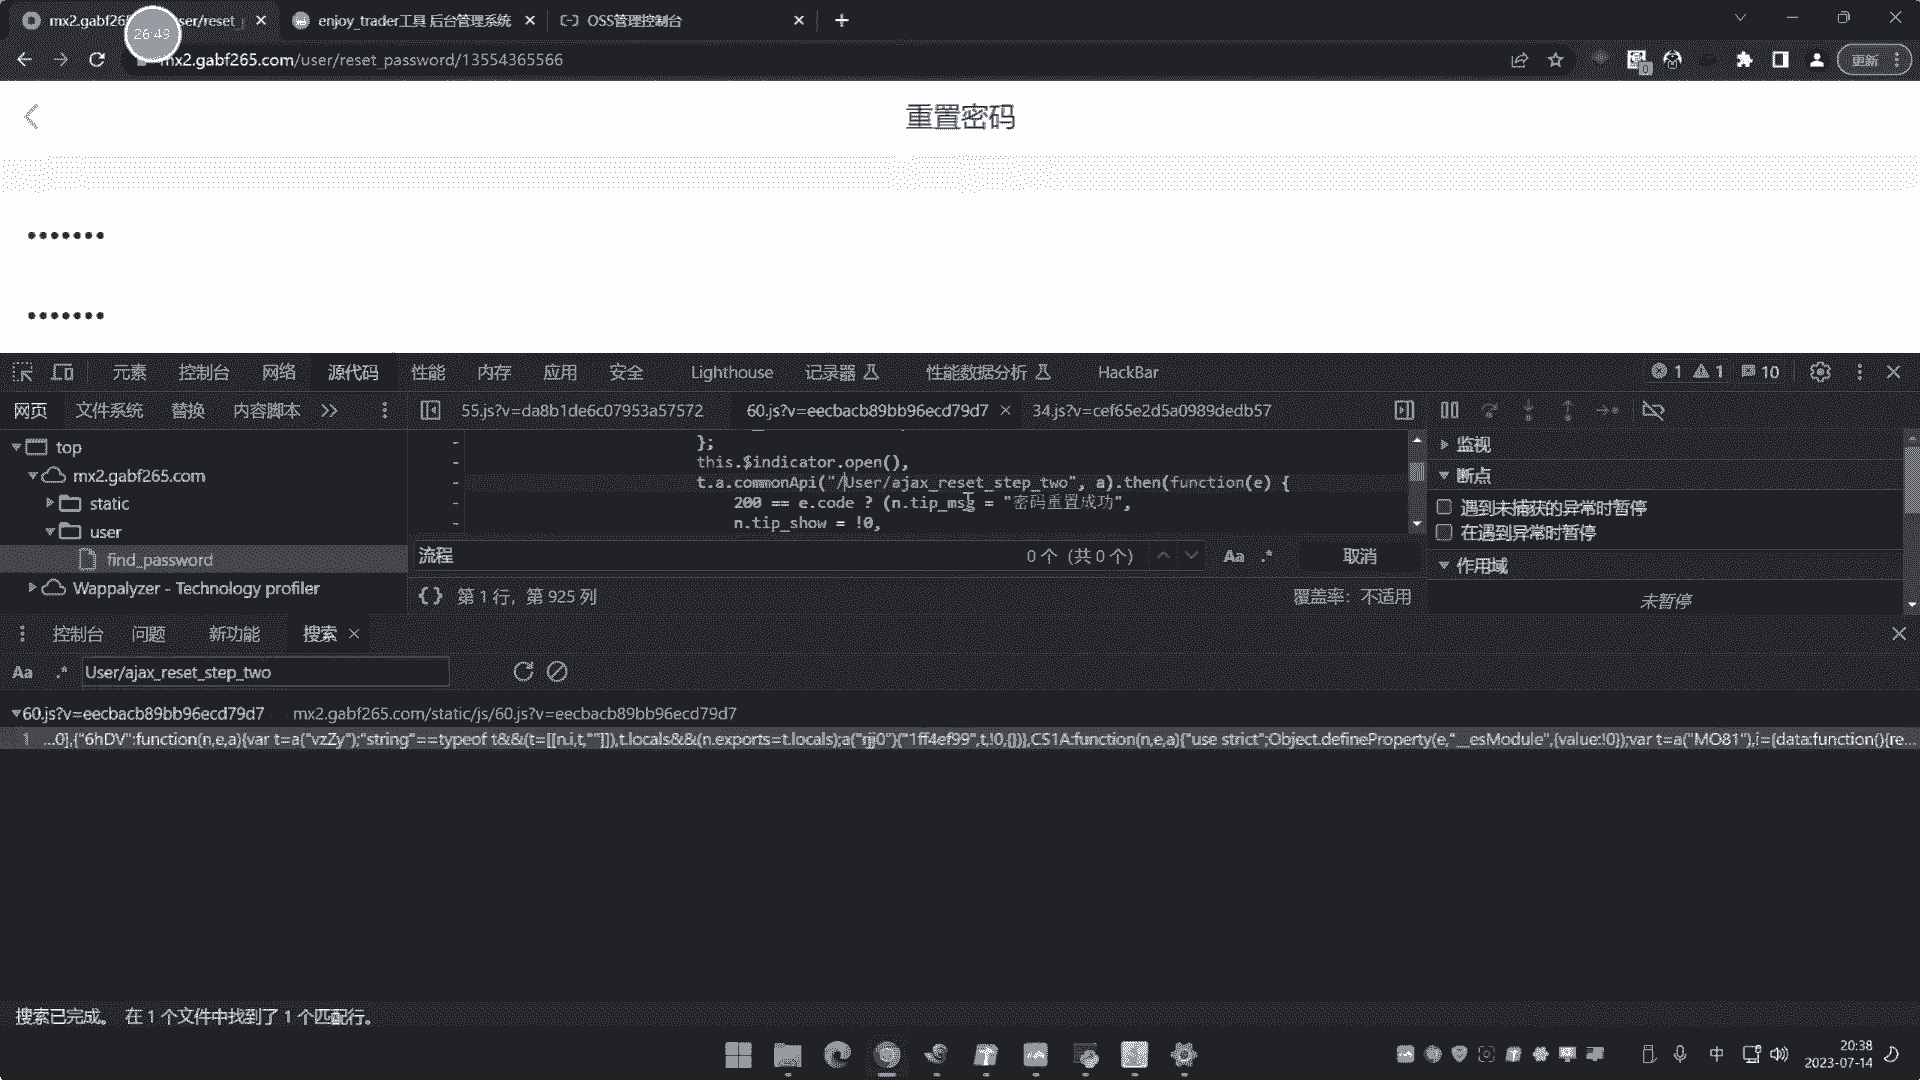 mx2.gabf26
user/reset_
enjoy_trader工具 后台管理系统
OSS管理控制台
26:49
mx2.gabf265.com/user/reset_password/13554365566
0
更新
重置密码
•••••••
•••••••
元素 控制台 网络 源代码 性能 内存 应用 安全 Lighthouse 记录器 性能数据分析 HackBar
1 1 10
网页 文件系统 替换 内容脚本
55.js?v=da8b1de6c07953a57572 60.js?v=eecbacb89bb96ecd79d7 34.js?v=cef65e2d5a0989dedb57
top
mx2.gabf265.com
static
user
find_password
Wappalyzer - Technology profiler
};
this.$indicator.open(),
t.a.commonApi("/User/ajax_reset_step_two", a).then(function(e) {
200 == e.code ? (n.tip_msg = "密码重置成功",
n.tip_show = !0,
流程 0 个（共 0 个） Aa .* 取消
{} 第 1 行，第 925 列 覆盖率：不适用
监视
断点
遇到未捕获的异常时暂停
在遇到异常时暂停
作用域
未暂停
控制台 问题 新功能 搜索
Aa .* User/ajax_reset_step_two
60.js?v=eecbacb89bb96ecd79d7 mx2.gabf265.com/static/js/60.js?v=eecbacb89bb96ecd79d7
1 ...0],{"6hDV":function(n,e,a){var t=a("vzZy");"string"==typeof t&&(t=[[n.i,t,""]]),t.locals&&(n.exports=t.locals);a("rjj0")("1ff4ef99",t,!0,{})},CS1A:function(n,e,a){"use strict";Object.defineProperty(e,"__esModule",{value:!0});var t=a("MO81"),i={data:function(){re...
搜索已完成。 在 1 个文件中找到了 1 个匹配行。
中
20:38
2023-07-14